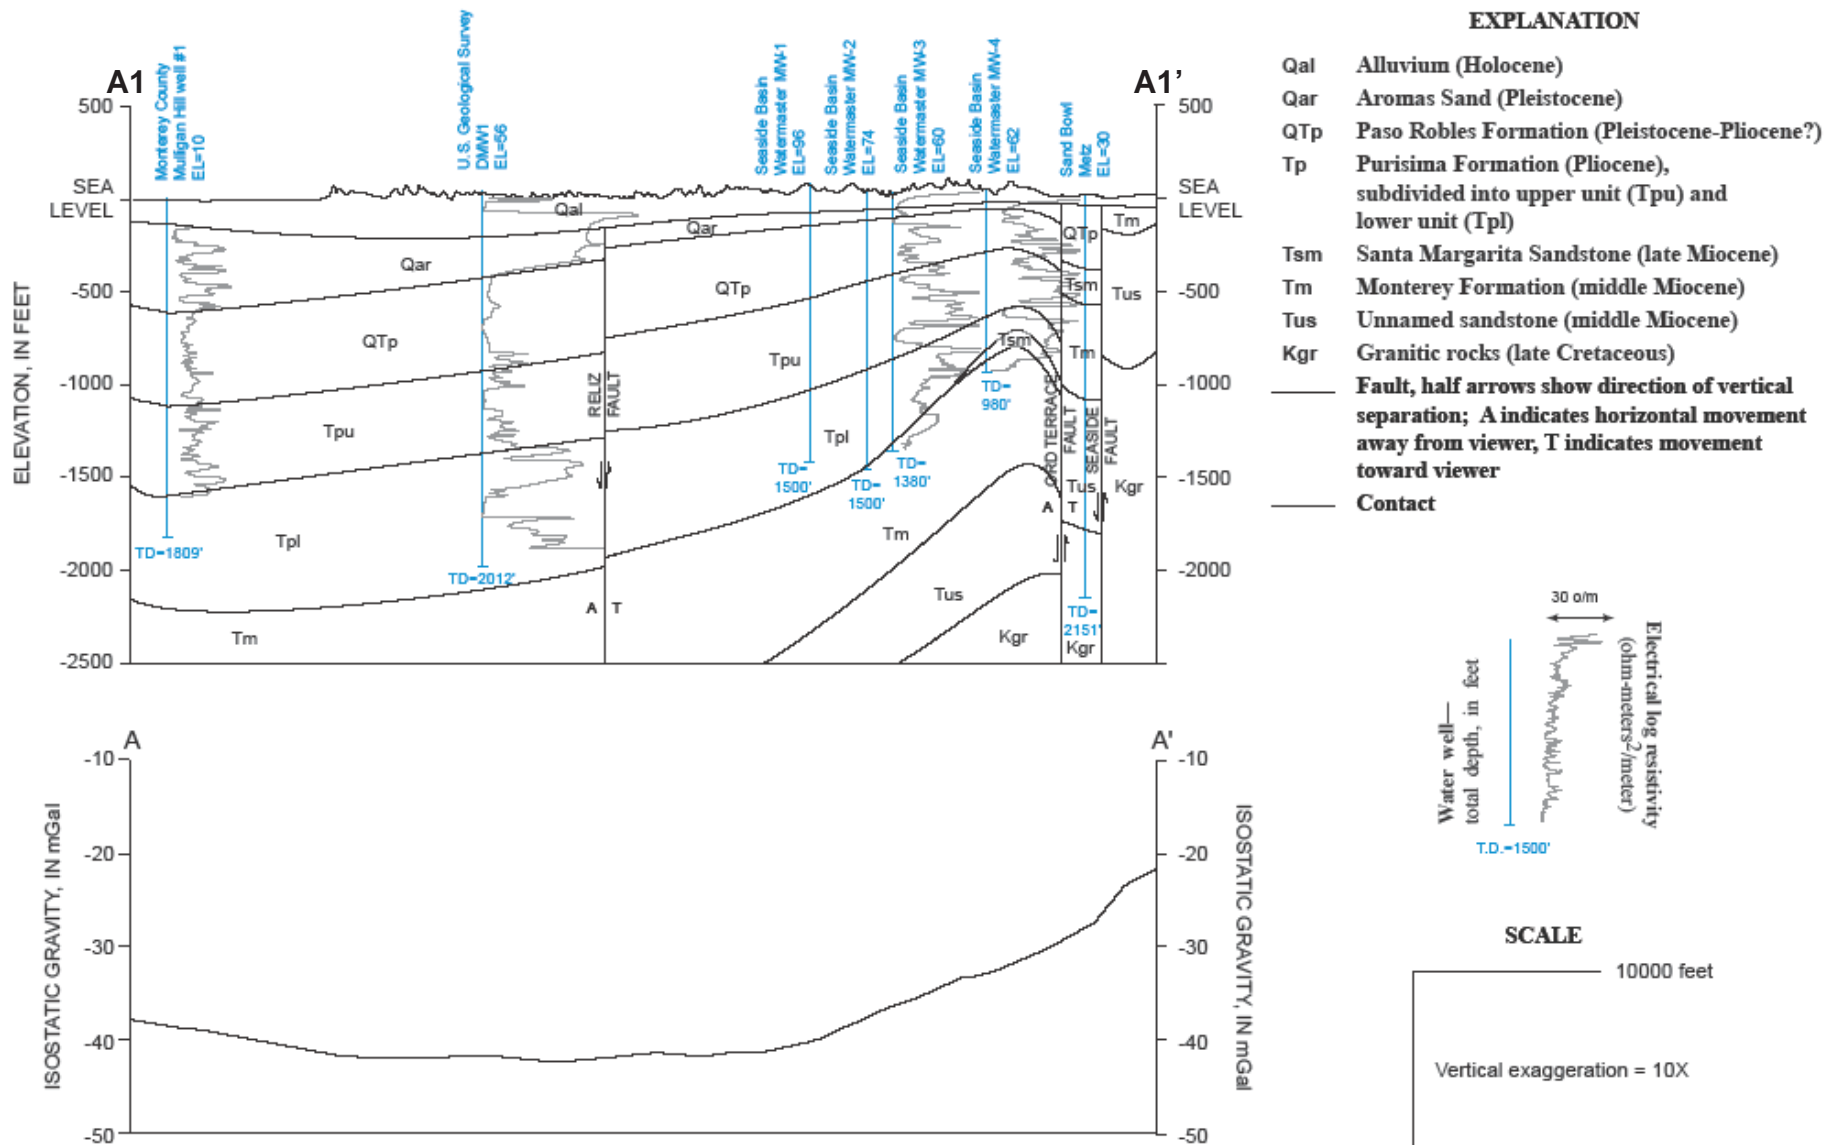 A1
A1’
Monterey County
Mulligan Hill well #1
EL=10
U.S. Geological Survey
DMW1
EL=56
Seaside Basin
Watermaster MW-1
EL=96
Seaside Basin
Watermaster MW-2
EL=74
Seaside Basin
Watermaster MW-3
EL=60
Seaside Basin
Watermaster MW-4
EL=62
Sand Bowl
Metz
EL=30
500
SEA
LEVEL
-500
-1000
-1500
-2000
-2500
ELEVATION, IN FEET
500
SEA
LEVEL
-500
-1000
-1500
-2000
Qal
Qar
Qar
QTp
QTp
QTp
Tm
Tus
Tsm
Tsm
Tm
Tpu
Tpu
Tpl
Tpl
RELIZ
FAULT
ORD TERRACE
FAULT
SEASIDE
FAULT
TD=
980'
TD=
1500'
TD=
1500'
TD=
1380'
TD=1809'
TD=2012'
Tus
Kgr
A
T
Tm
Tus
A
T
Tm
Kgr
TD=
2151'
Kgr
EXPLANATION
Qal Alluvium (Holocene)
Qar Aromas Sand (Pleistocene)
QTp Paso Robles Formation (Pleistocene-Pliocene?)
Tp Purisima Formation (Pliocene),
subdivided into upper unit (Tpu) and
lower unit (Tpl)
Tsm Santa Margarita Sandstone (late Miocene)
Tm Monterey Formation (middle Miocene)
Tus Unnamed sandstone (middle Miocene)
Kgr Granitic rocks (late Cretaceous)
Fault, half arrows show direction of vertical
separation; A indicates horizontal movement
away from viewer, T indicates movement
toward viewer
Contact
30 o/m
Water well—
total depth, in feet
Electrical log resistivity
(ohm-meters²/meter)
T.D.=1500'
SCALE
10000 feet
Vertical exaggeration = 10X
A
A'
-10
-20
-30
-40
-50
ISOSTATIC GRAVITY, IN mGal
-10
-20
-30
-40
-50
ISOSTATIC GRAVITY, IN mGal